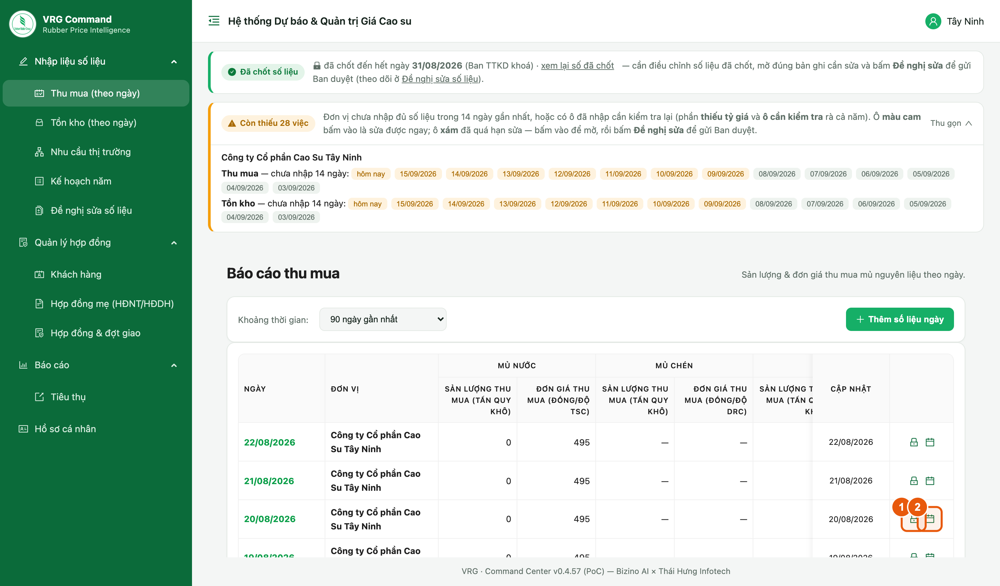 VRG Command
Rubber Price Intelligence
Nhập liệu số liệu
Thu mua (theo ngày)
Tồn kho (theo ngày)
Nhu cầu thị trường
Kế hoạch năm
Đề nghị sửa số liệu
Quản lý hợp đồng
Khách hàng
Hợp đồng mẹ (HĐNT/HĐDH)
Hợp đồng & đợt giao
Báo cáo
Tiêu thụ
Hồ sơ cá nhân
Hệ thống Dự báo & Quản trị Giá Cao su
Tây Ninh
Đã chốt số liệu
đã chốt đến hết ngày 31/08/2026 (Ban TTKD khoá) · xem lại số đã chốt — cần điều chỉnh số liệu đã chốt, mở đúng bản ghi cần sửa và bấm Đề nghị sửa để gửi
Ban duyệt (theo dõi ở Đề nghị sửa số liệu).
Còn thiếu 28 việc
Đơn vị chưa nhập đủ số liệu trong 14 ngày gần nhất, hoặc có ô đã nhập cần kiểm tra lại (phần thiếu tỷ giá và ô cần kiểm tra rà cả năm). Ô màu cam
bấm vào là sửa được ngay; ô xám đã quá hạn sửa — bấm vào để mở, rồi bấm Đề nghị sửa để gửi Ban duyệt.
Thu gọn
Công ty Cổ phần Cao Su Tây Ninh
Thu mua — chưa nhập 14 ngày: hôm nay 15/09/2026 14/09/2026 13/09/2026 12/09/2026 11/09/2026 10/09/2026 09/09/2026 08/09/2026 07/09/2026 06/09/2026 05/09/2026
04/09/2026 03/09/2026
Tồn kho — chưa nhập 14 ngày: hôm nay 15/09/2026 14/09/2026 13/09/2026 12/09/2026 11/09/2026 10/09/2026 09/09/2026 08/09/2026 07/09/2026 06/09/2026 05/09/2026
04/09/2026 03/09/2026
Báo cáo thu mua
Sản lượng & đơn giá thu mua mủ nguyên liệu theo ngày.
Khoảng thời gian: 90 ngày gần nhất
+ Thêm số liệu ngày
MỦ NƯỚC MỦ CHÉN
NGÀY ĐƠN VỊ SẢN LƯỢNG THU ĐƠN GIÁ THU SẢN LƯỢNG THU ĐƠN GIÁ THU SẢN LƯỢNG T CẬP NHẬT
MUA (TẤN QUY MUA (ĐỒNG/ĐỘ MUA (TẤN QUY MUA (ĐỒNG/ĐỘ MUA (TẤN Q
KHÔ) TSC) KHÔ) DRC) KH
22/08/2026 Công ty Cổ phần Cao Su Tây Ninh 0 495 — — 22/08/2026
21/08/2026 Công ty Cổ phần Cao Su Tây Ninh 0 495 — — 21/08/2026
20/08/2026 Công ty Cổ phần Cao Su Tây Ninh 0 495 — — 20/08/2026
1 2
19/08/2026 Công ty Cổ phần Cao 0 495 19/08/2026
VRG · Command Center v0.4.57 (PoC) — Bizino AI × Thái Hưng Infotech